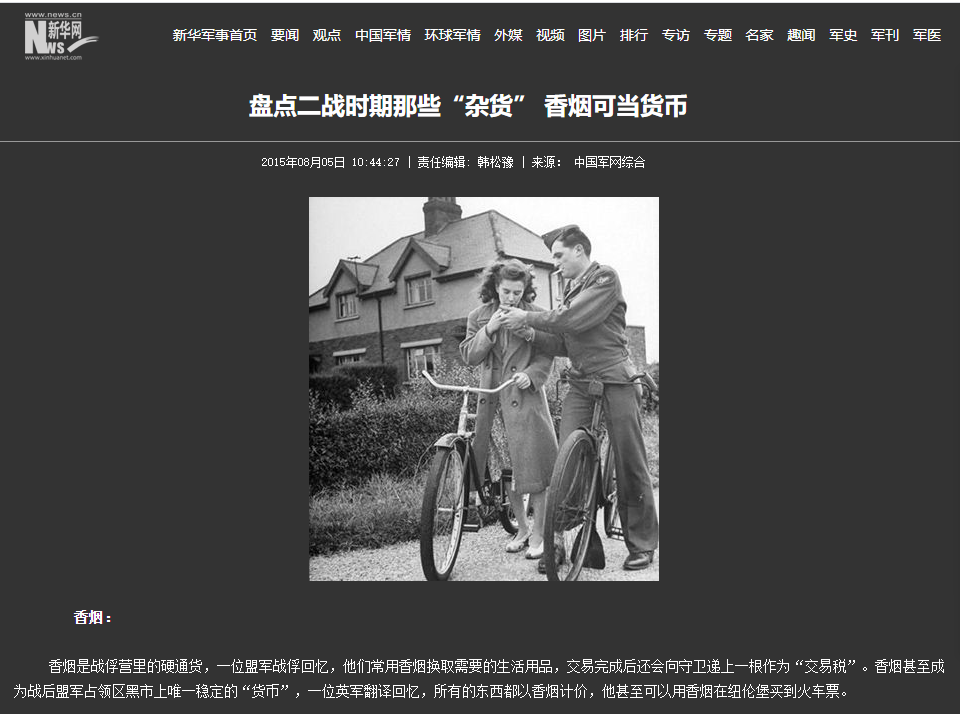 www.news.cn
新华网
NEWS
www.xinhuanet.com
新华军事首页 要闻 观点 中国军情 环球军情 外媒 视频 图片 排行 专访 专题 名家 趣闻 军史 军刊 军医
盘点二战时期那些“杂货” 香烟可当货币
2015年08月05日 10:44:27 | 责任编辑: 韩松豫 | 来源: 中国军网综合
香烟：
香烟是战俘营里的硬通货，一位盟军战俘回忆，他们常用香烟换取需要的生活用品，交易完成后还会向守卫递上一根作为“交易税”。香烟甚至成
为战后盟军占领区黑市上唯一稳定的“货币”，一位英军翻译回忆，所有的东西都以香烟计价，他甚至可以用香烟在纽伦堡买到火车票。